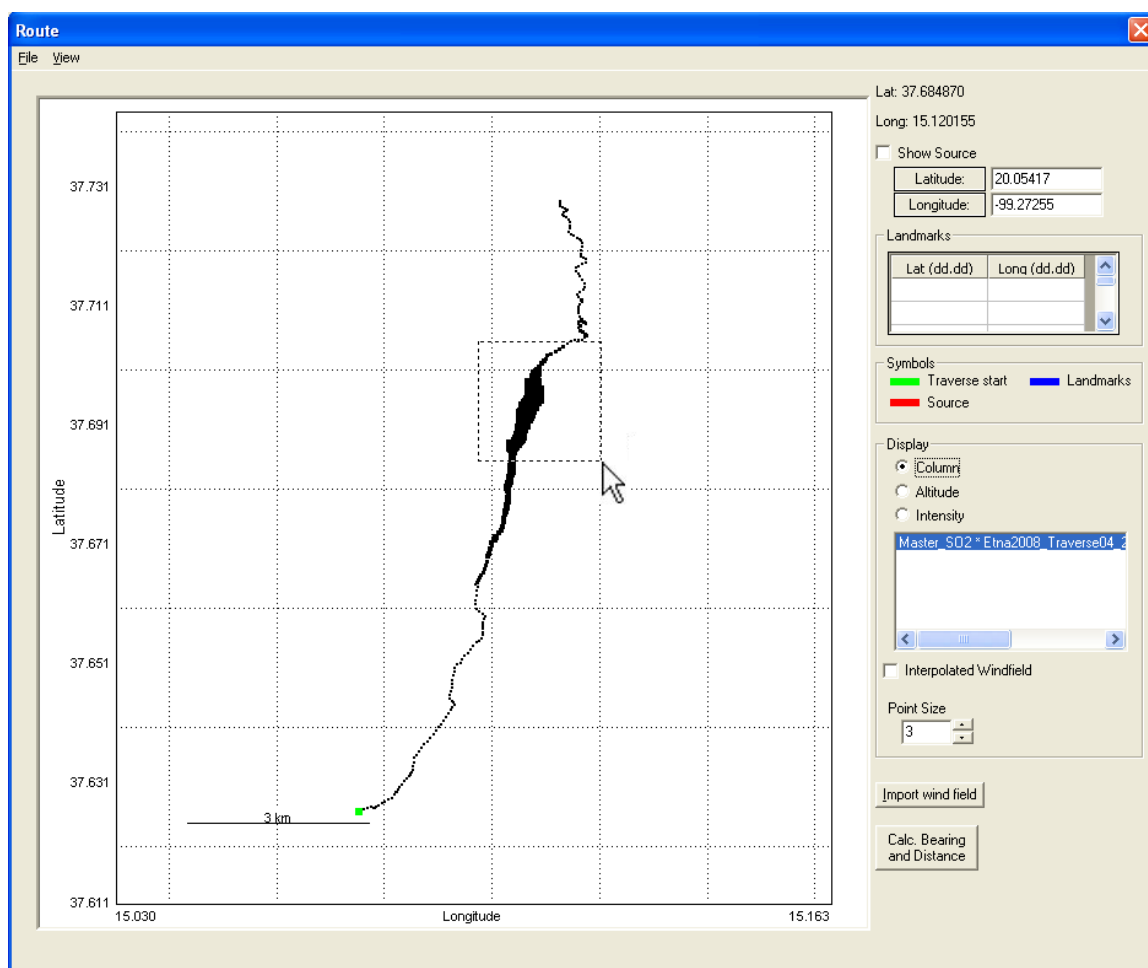 Route
File View
Lat: 37.684870
Long: 15.120155
Show Source
Latitude: 20.05417
Longitude: -99.27255
Landmarks
Lat (dd.dd) Long (dd.dd)
Symbols
Traverse start Landmarks
Source
Display
Column
Altitude
Intensity
Master_SO2 * Etna2008_Traverse04_2
Interpolated Windfield
Point Size
3
Import wind field
Calc. Bearing
and Distance
Latitude
37.731
37.711
37.691
37.671
37.651
37.631
37.611
3 km
15.030 Longitude 15.163